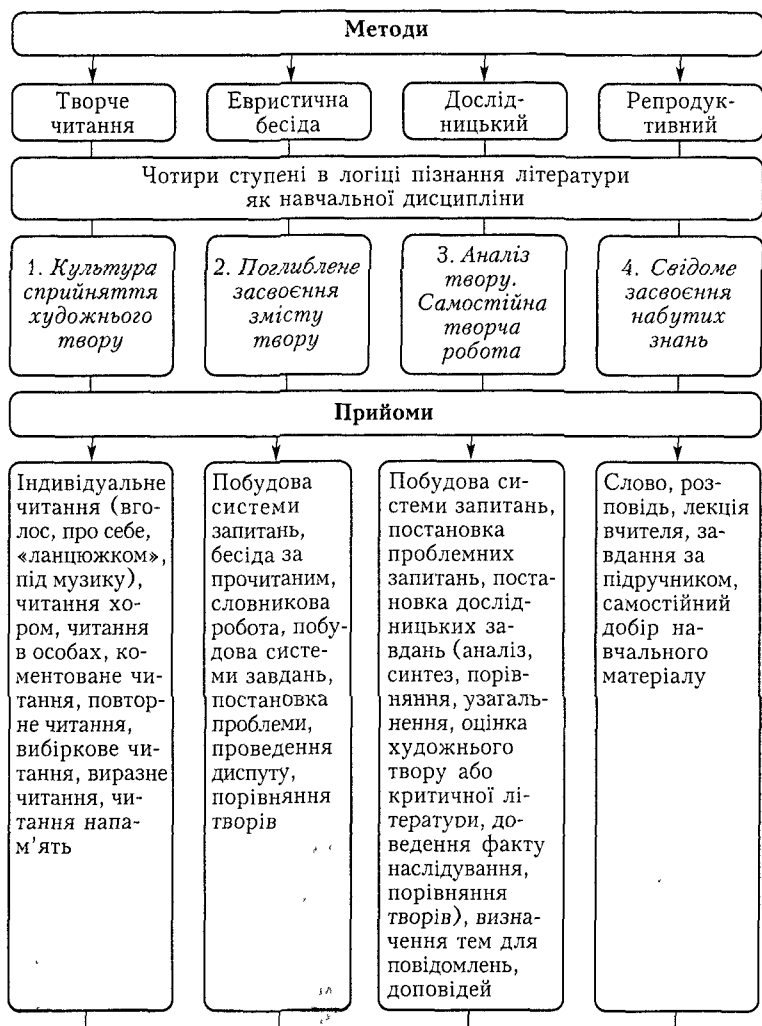 Методи
Творче
читання
Евристична
бесіда
Дослід-
ницький
Репродук-
тивний
Чотири ступені в логіці пізнання літератури
як навчальної дисципліни
1. Культура
сприйняття
художнього
твору
2. Поглиблене
засвоєння
змісту
твору
3. Аналіз
твору.
Самостійна
творча
робота
4. Свідоме
засвоєння
набутих
знань
Прийоми
Індивідуальне
читання (вго-
лос, про себе,
«ланцюжком»,
під музику),
читання хо-
ром, читання
в особах, ко-
ментоване чи-
тання, повтор-
не читання,
вибіркове чи-
тання, виразне
читання, чи-
тання напа-
м’ять
Побудова
системи
запитань,
бесіда за
прочитаним,
словникова
робота, побу-
дова систе-
ми завдань,
постановка
проблеми,
проведення
диспуту,
порівняння
творів
Побудова си-
стеми запитань,
постановка
проблемних
запитань, поста-
новка дослід-
ницьких за-
вдань (аналіз,
синтез, порів-
няння, узагаль-
нення, оцінка
художнього
твору або
критичної лі-
тератури, до-
ведення факту
наслідування,
порівняння
творів), визна-
чення тем для
повідомлень,
доповідей
Слово, роз-
повідь, лекція
вчителя, за-
вдання за
підручником,
самостійний
добір на-
вчального
матеріалу